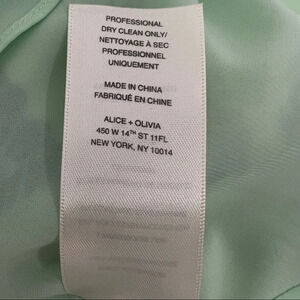 PROFESSIONAL
DRY CLEAN ONLY/
NETTOYAGE À SEC
PROFESSIONNEL
UNIQUEMENT
MADE IN CHINA
FABRIQUÉ EN CHINE
ALICE + OLIVIA
450 W 14TH ST 11FL
NEW YORK, NY 10014